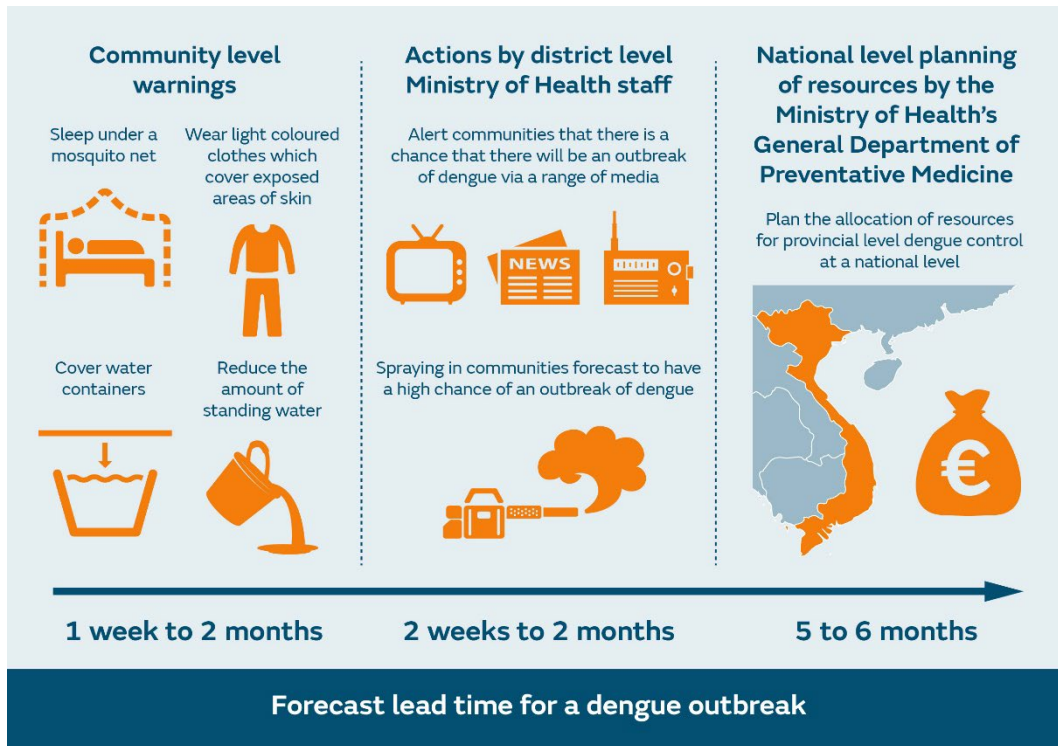 Community level
warnings
Sleep under a
mosquito net
Wear light coloured
clothes which
cover exposed
areas of skin
Cover water
containers
Reduce the
amount of
standing water
1 week to 2 months
Actions by district level
Ministry of Health staff
Alert communities that there is a
chance that there will be an outbreak
of dengue via a range of media
NEWS
Spraying in communities forecast to have
a high chance of an outbreak of dengue
2 weeks to 2 months
National level planning
of resources by the
Ministry of Health's
General Department of
Preventative Medicine
Plan the allocation of resources
for provincial level dengue control
at a national level
€
5 to 6 months
Forecast lead time for a dengue outbreak